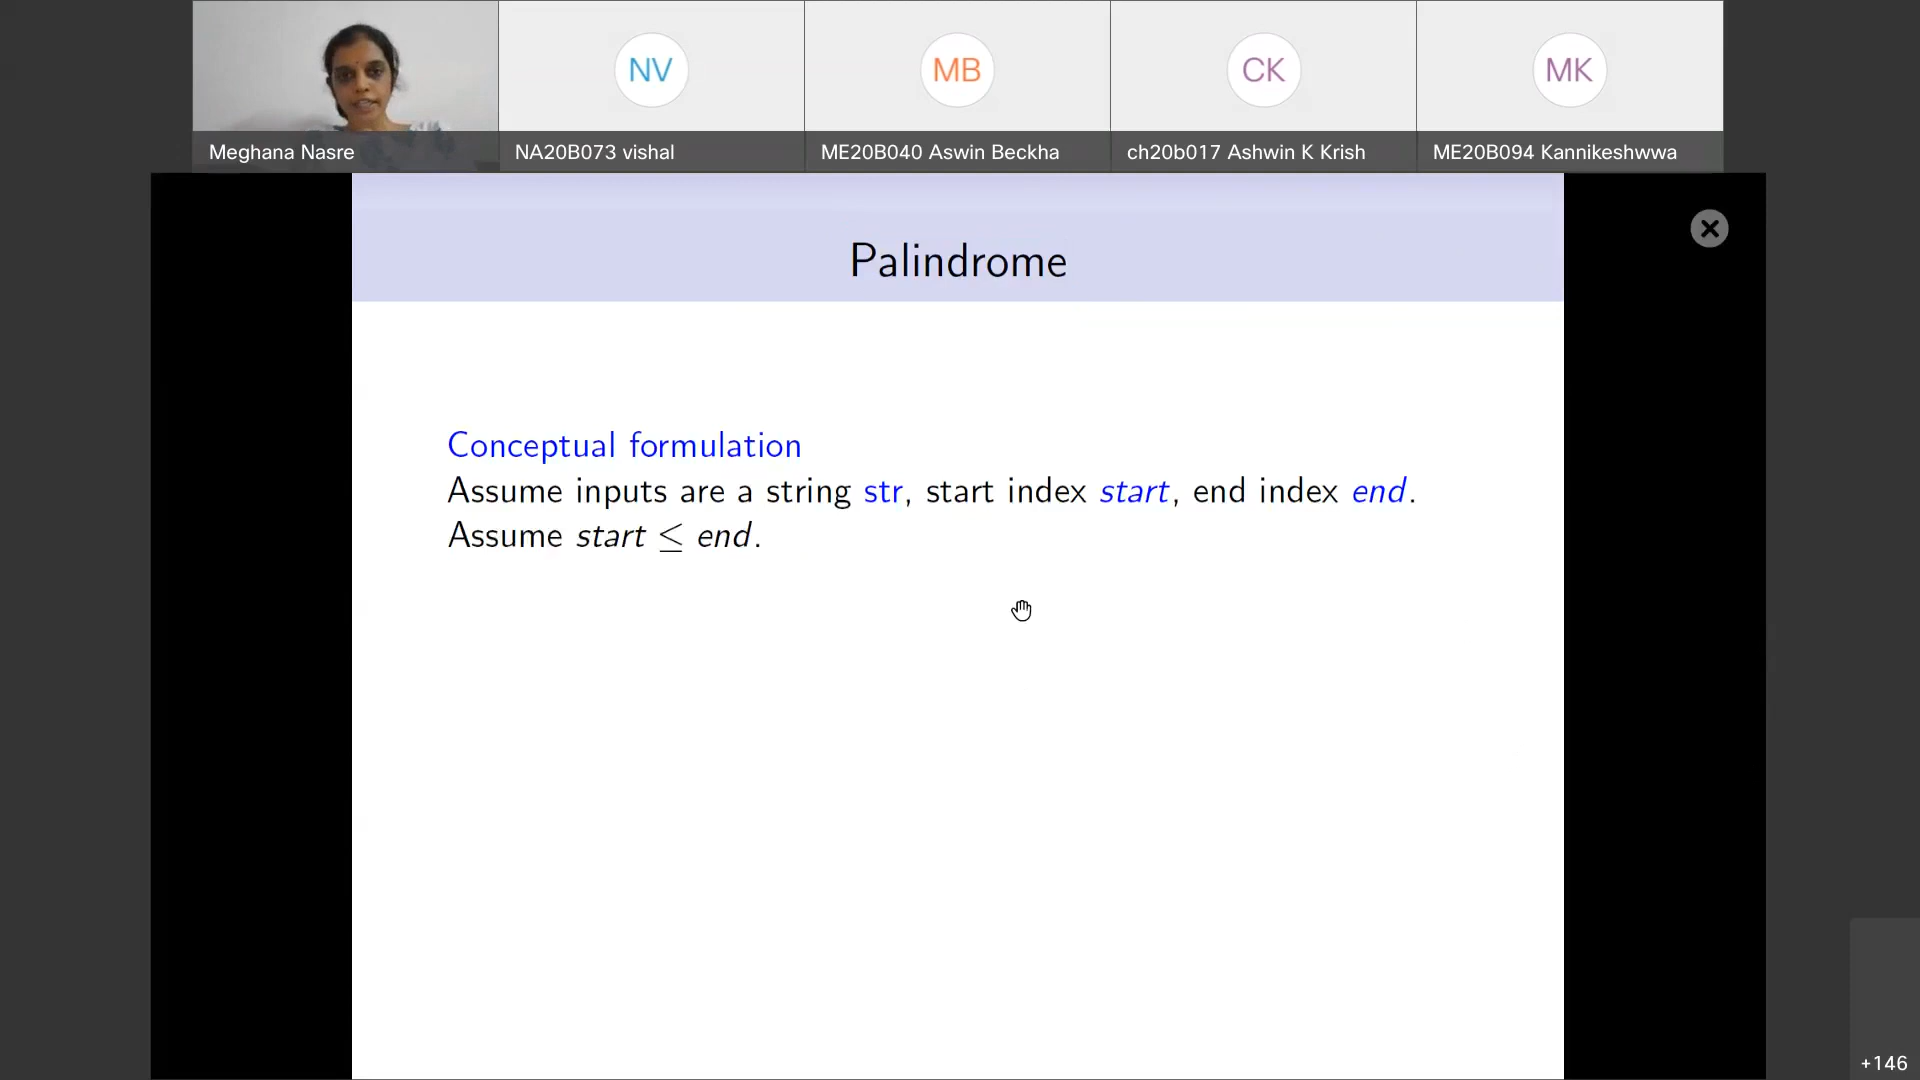 NV
MB
CK
MK
Meghana Nasre
NA20B073 vishal
ME20B040 Aswin Beckha
ch20b017 Ashwin K Krish
ME20B094 Kannikeshwwa
Palindrome
Conceptual formulation
Assume inputs are a string str, start index start, end index end.
Assume start ≤ end.
+146